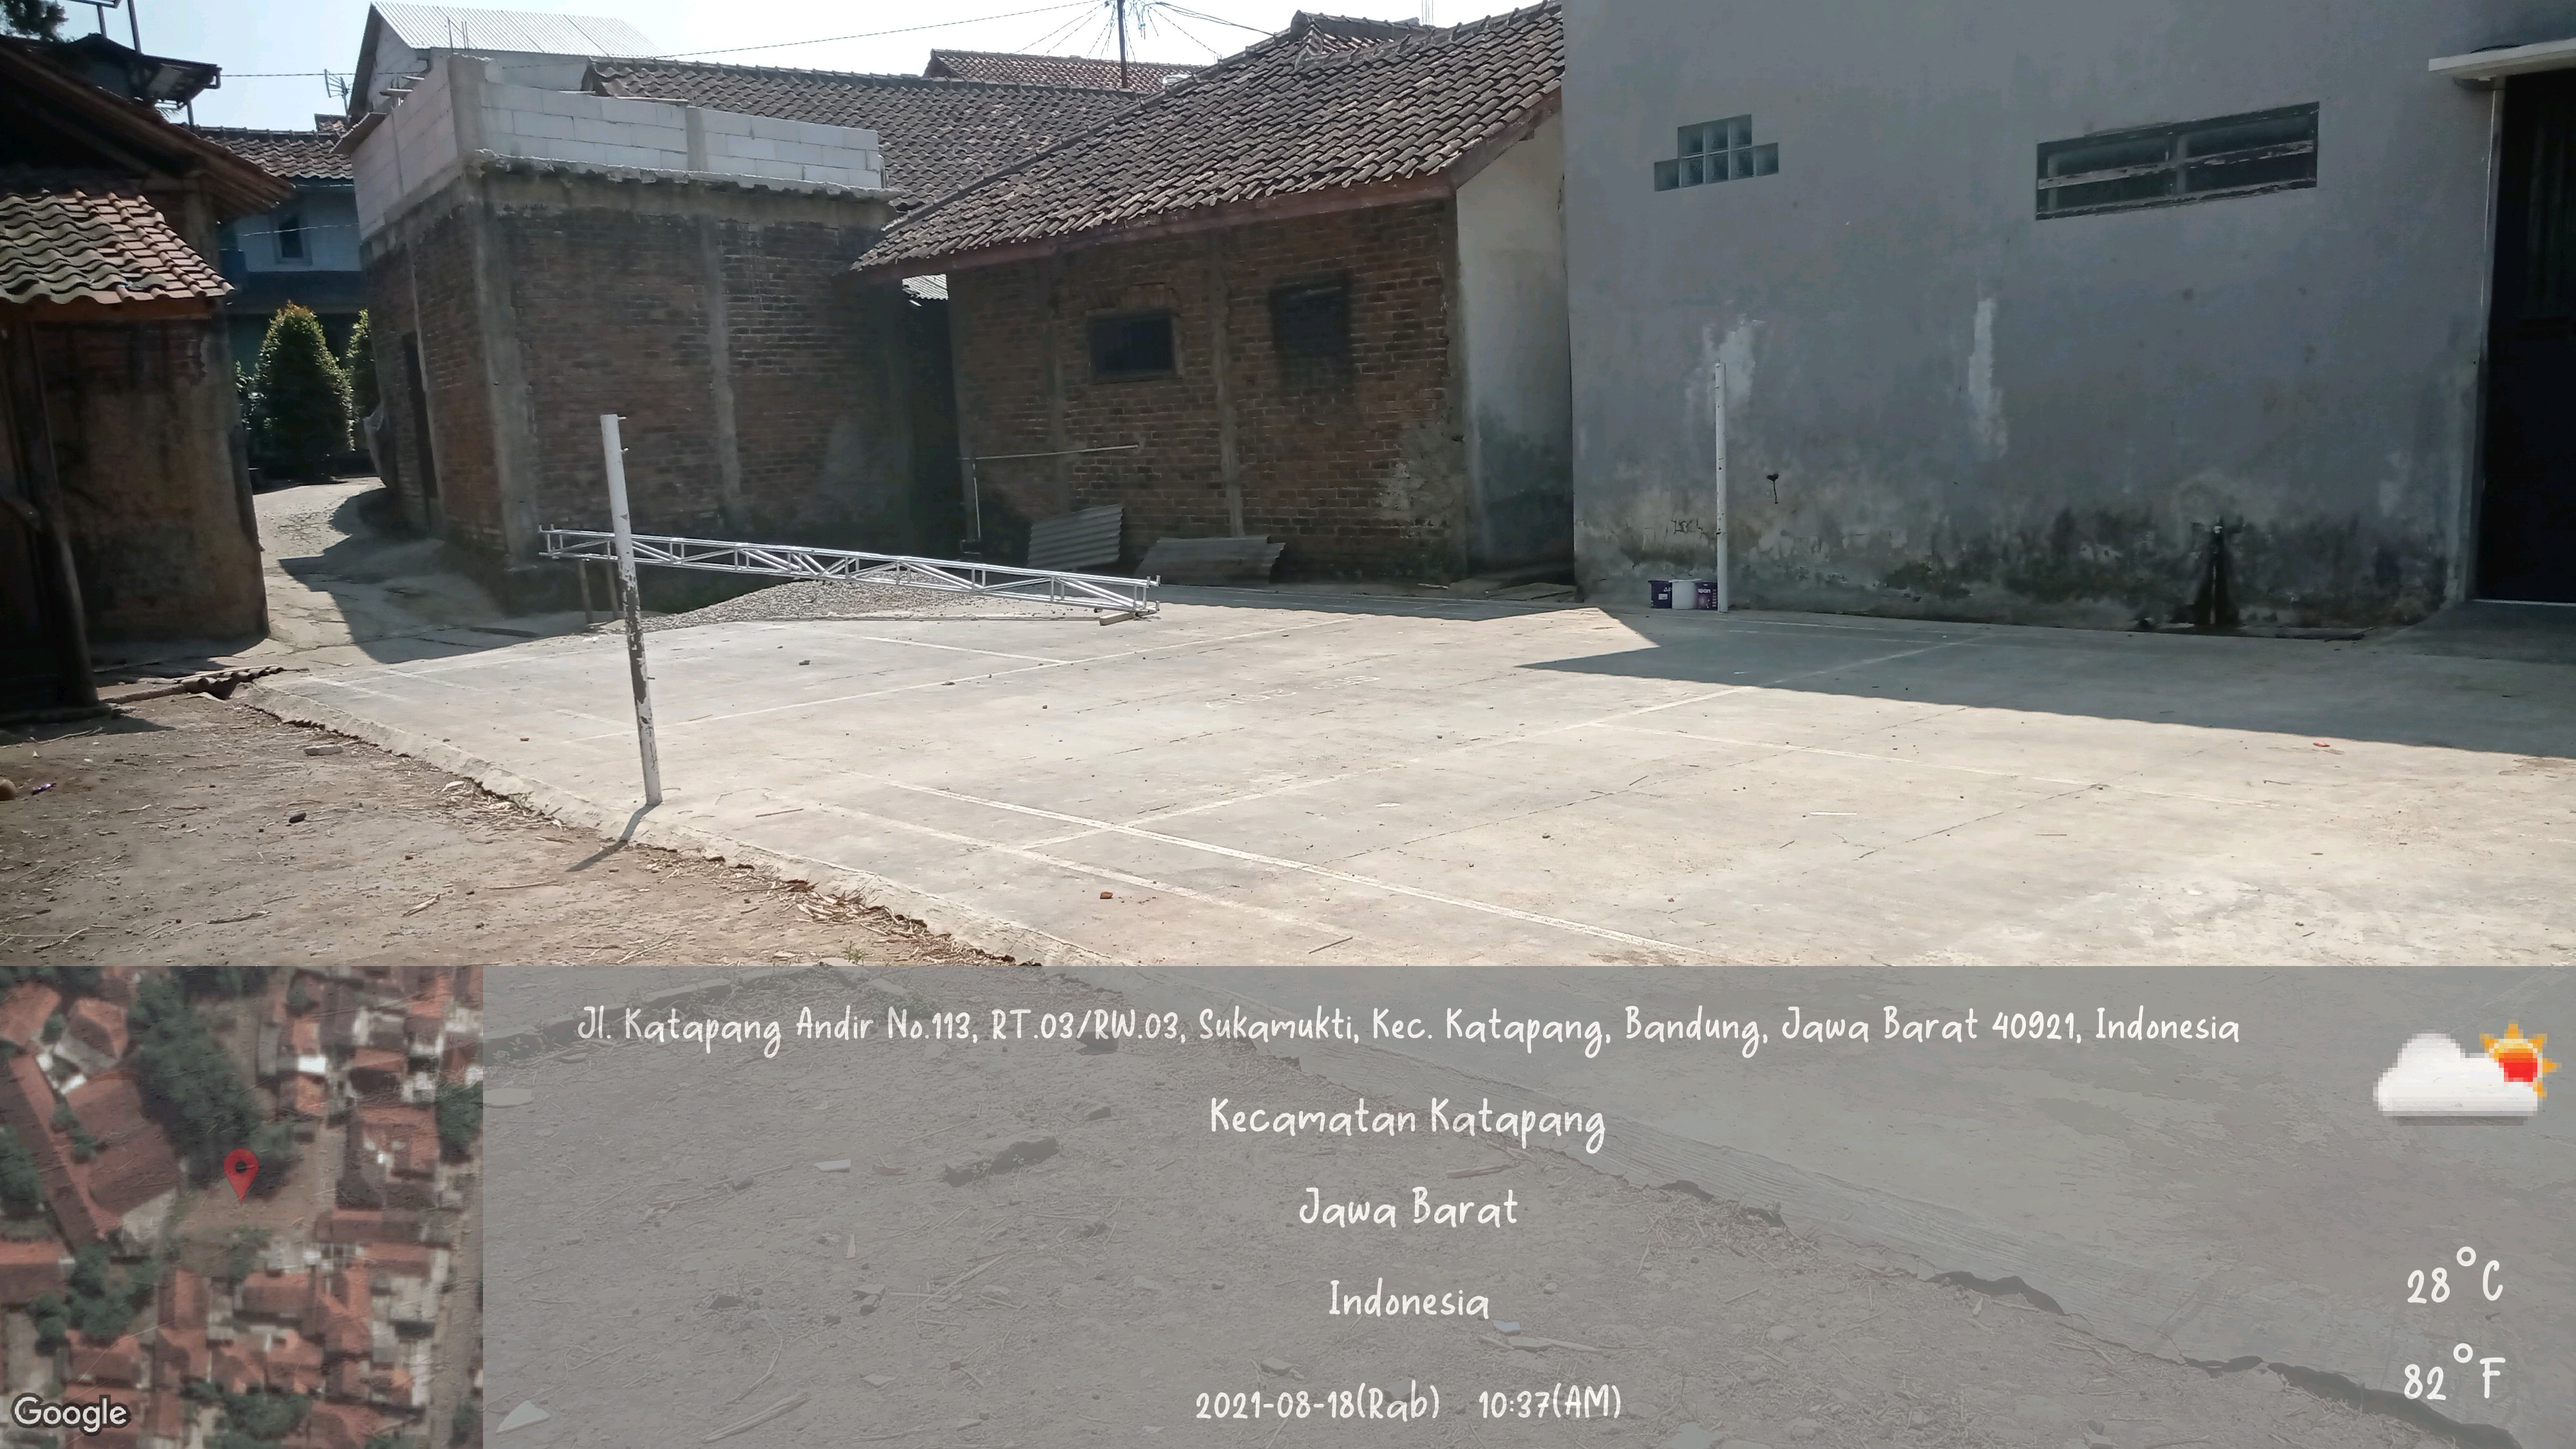 Jl. Katapang Andir No.113, RT.03/RW.03, Sukamukti, Kec. Katapang, Bandung, Jawa Barat 40921, Indonesia
Kecamatan Katapang
Jawa Barat
Indonesia
2021-08-18(Rab) 10:37(AM)
28°C
82°F
Google